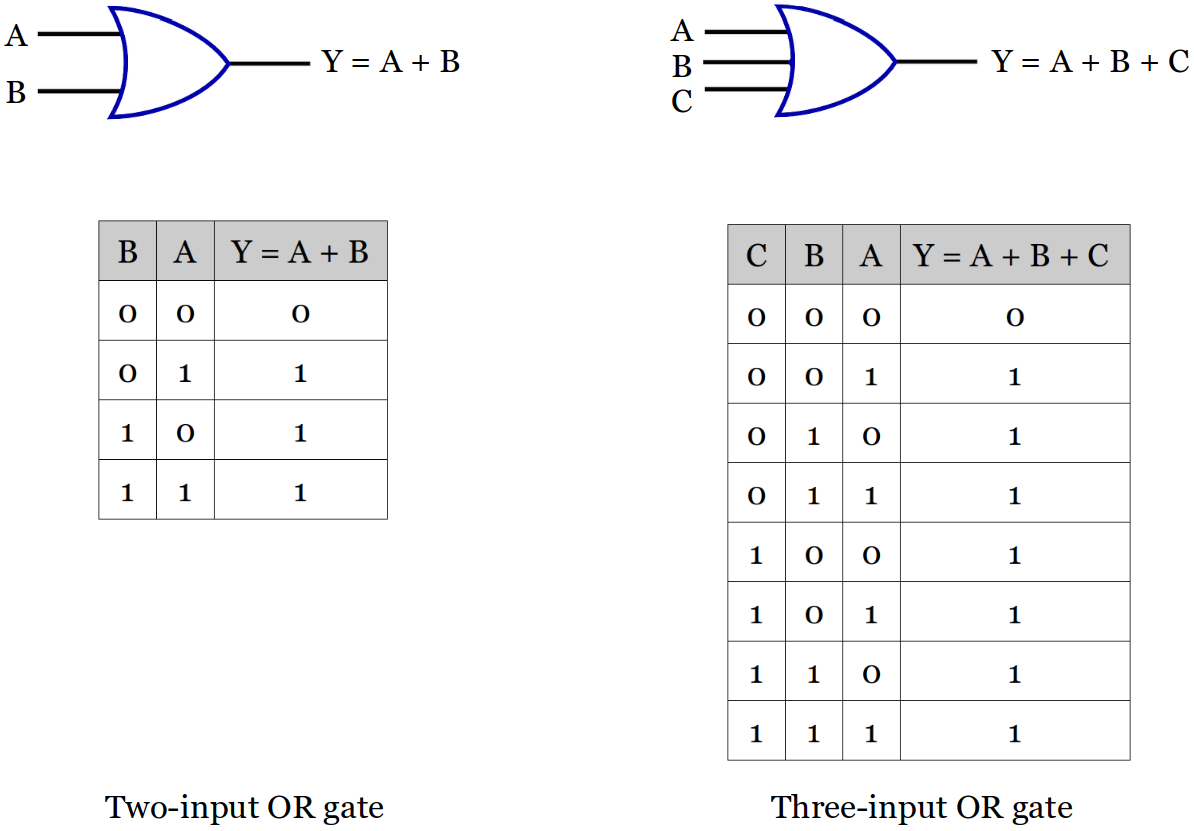 A
B
Y = A + B
A
B
C
Y = A + B + C
B A Y = A + B
0 0 0
0 1 1
1 0 1
1 1 1
C B A Y = A + B + C
0 0 0 0
0 0 1 1
0 1 0 1
0 1 1 1
1 0 0 1
1 0 1 1
1 1 0 1
1 1 1 1
Two-input OR gate
Three-input OR gate